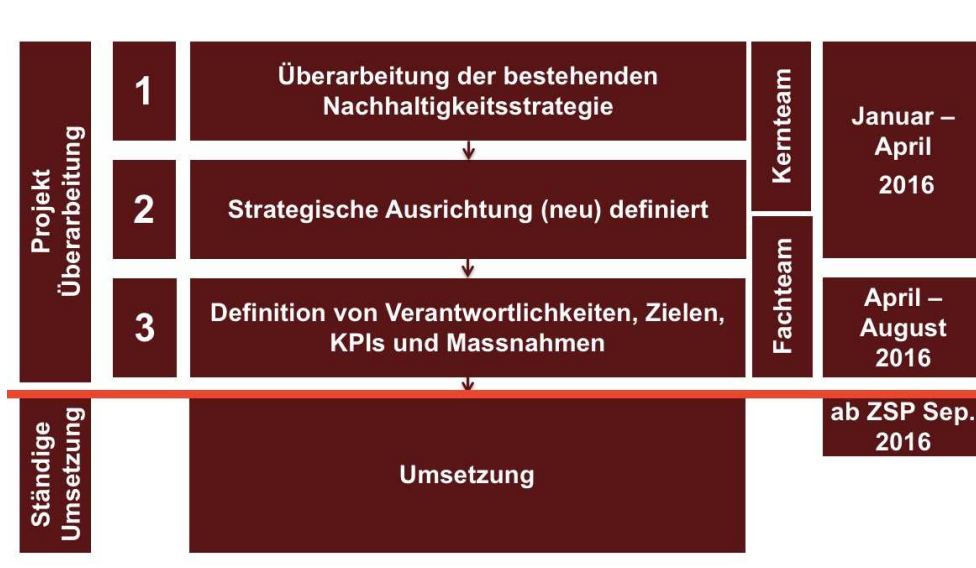 Projekt
Überarbeitung
1
Überarbeitung der bestehenden
Nachhaltigkeitsstrategie
Kernteam
Januar –
April
2016
2
Strategische Ausrichtung (neu) definiert
Fachteam
3
Definition von Verantwortlichkeiten, Zielen,
KPIs und Massnahmen
April –
August
2016
Ständige
Umsetzung
Umsetzung
ab ZSP Sep.
2016